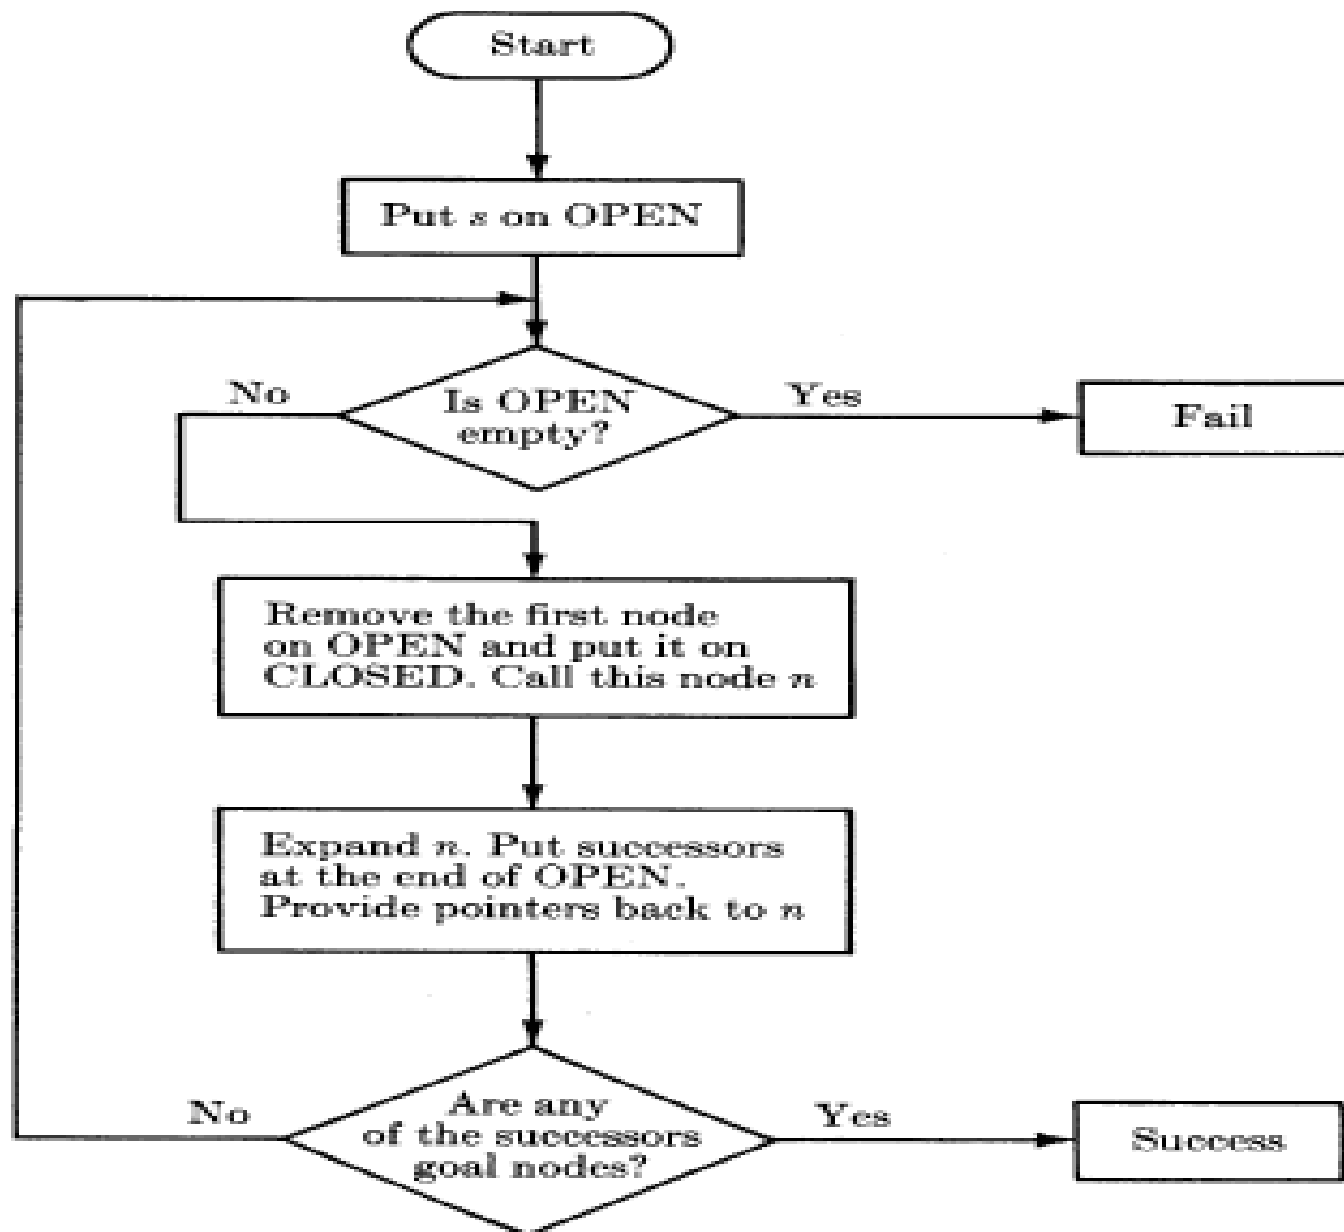 Start
Put s on OPEN
No
Is OPEN
empty?
Yes
Fail
Remove the first node
on OPEN and put it on
CLOSED. Call this node n
Expand n. Put successors
at the end of OPEN.
Provide pointers back to n
No
Are any
of the successors
goal nodes?
Yes
Success